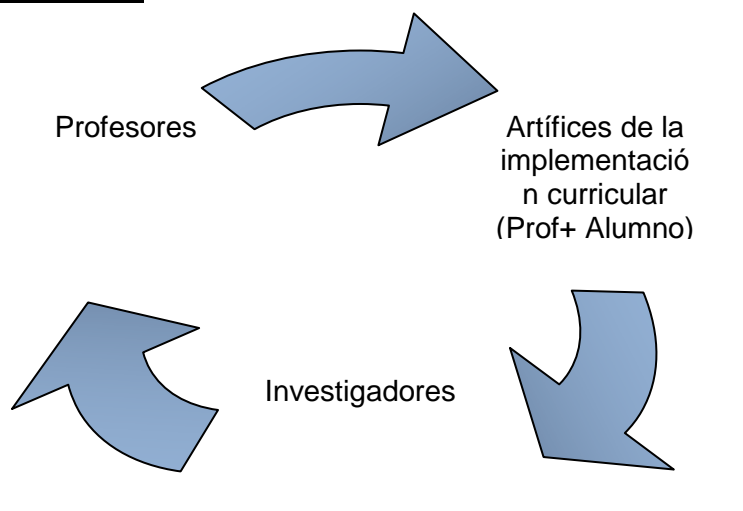 Profesores
Artífices de la
implementació
n curricular
(Prof+ Alumno)
Investigadores